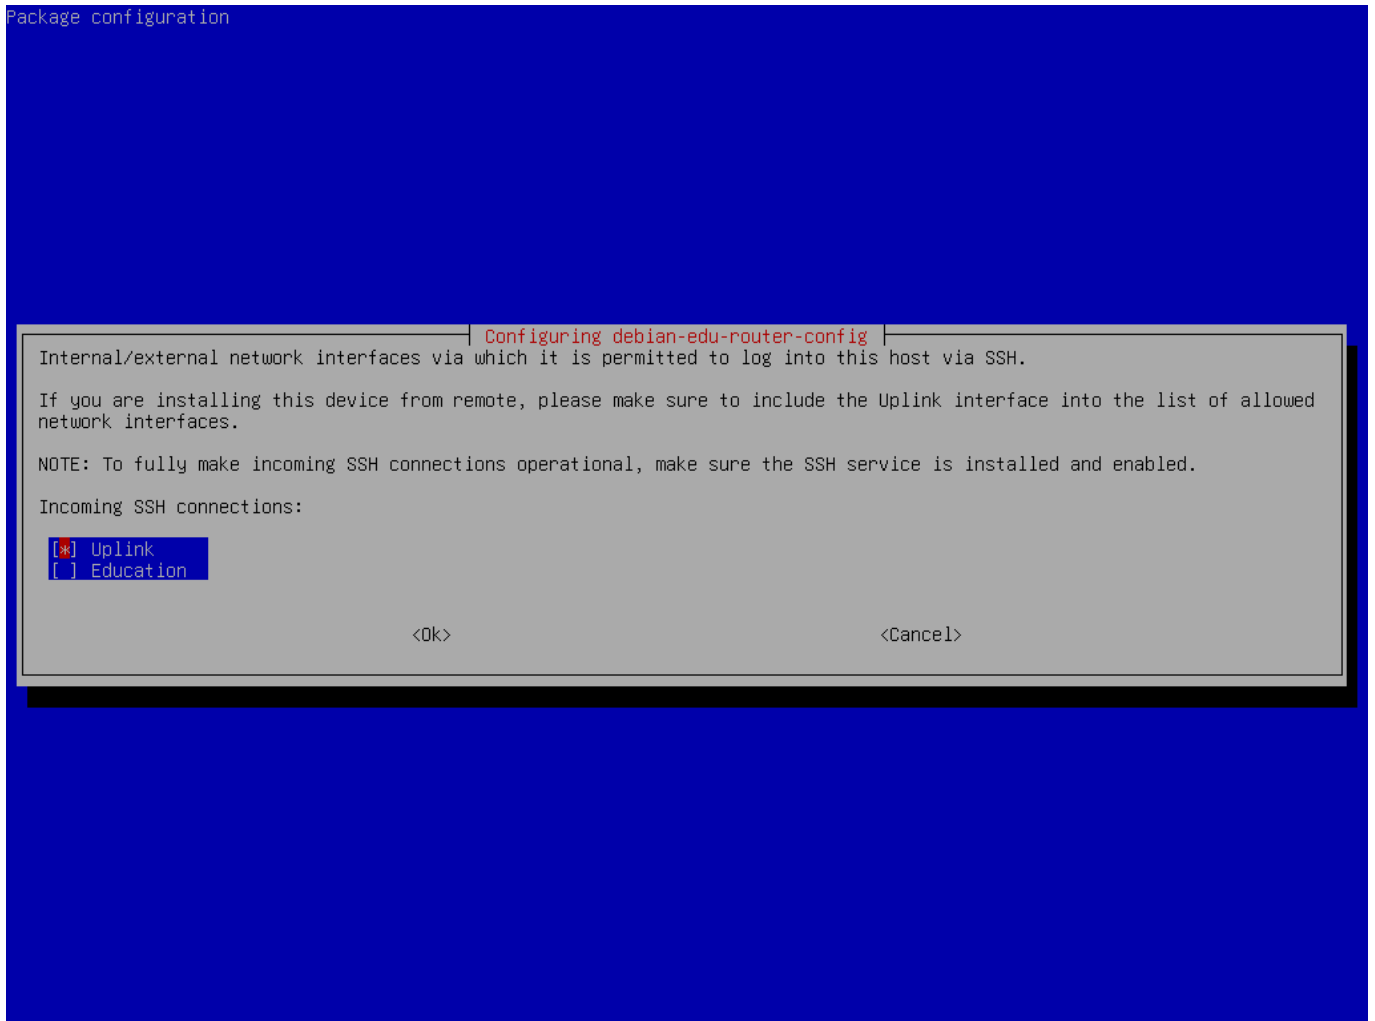 Package configuration
Configuring debian-edu-router-config
Internal/external network interfaces via which it is permitted to log into this host via SSH.
If you are installing this device from remote, please make sure to include the Uplink interface into the list of allowed
network interfaces.
NOTE: To fully make incoming SSH connections operational, make sure the SSH service is installed and enabled.
Incoming SSH connections:
[*] Uplink
[ ] Education
<Ok> <Cancel>